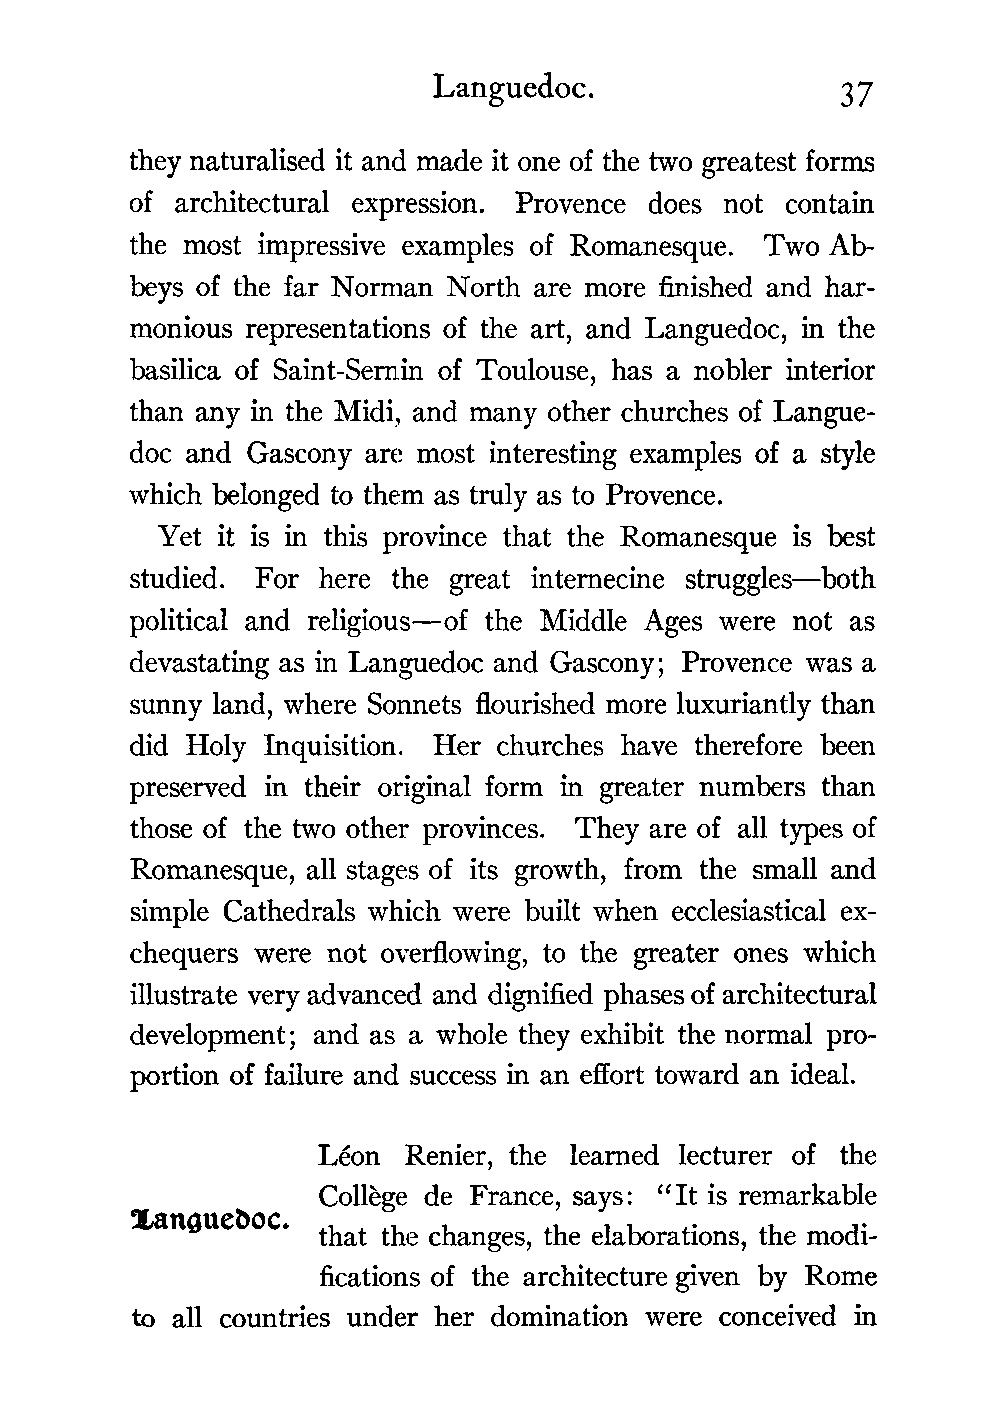 Languedoc. 37
they naturalised it and made it one of the two greatest forms
of architectural expression. Provence does not contain
the most impressive examples of Romanesque. Two Ab-
beys of the far Norman North are more finished and har-
monious representations of the art, and Languedoc, in the
basilica of Saint-Sernin of Toulouse, has a nobler interior
than any in the Midi, and many other churches of Langue-
doc and Gascony are most interesting examples of a style
which belonged to them as truly as to Provence.
Yet it is in this province that the Romanesque is best
studied. For here the great internecine struggles—both
political and religious—of the Middle Ages were not as
devastating as in Languedoc and Gascony; Provence was a
sunny land, where Sonnets flourished more luxuriantly than
did Holy Inquisition. Her churches have therefore been
preserved in their original form in greater numbers than
those of the two other provinces. They are of all types of
Romanesque, all stages of its growth, from the small and
simple Cathedrals which were built when ecclesiastical ex-
chequers were not overflowing, to the greater ones which
illustrate very advanced and dignified phases of architectural
development; and as a whole they exhibit the normal pro-
portion of failure and success in an effort toward an ideal.
Languedoc.
Léon Renier, the learned lecturer of the
Collège de France, says: "It is remarkable
that the changes, the elaborations, the modi-
fications of the architecture given by Rome
to all countries under her domination were conceived in